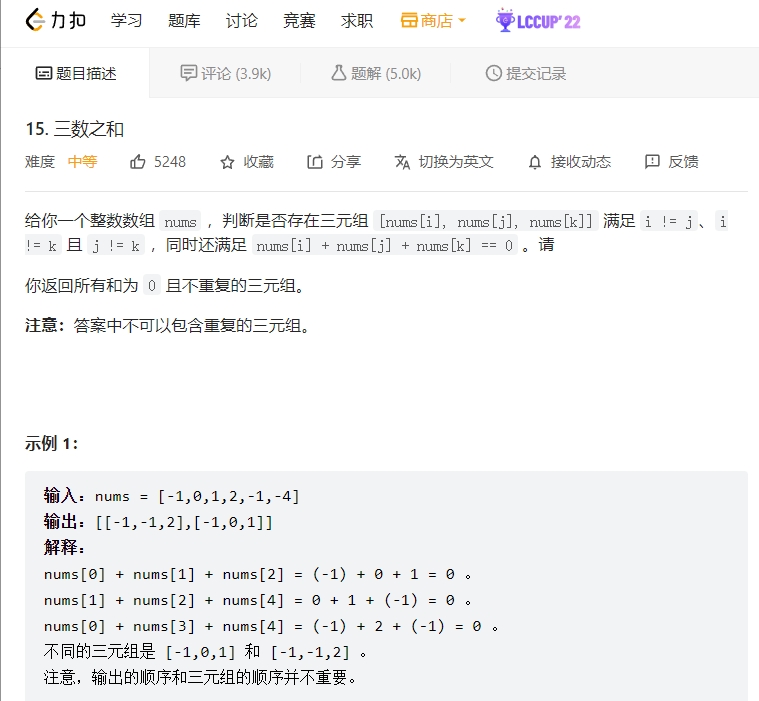 力扣 学习 题库 讨论 竞赛 求职 商店 LCCUP'22
题目描述 评论 (3.9k) 题解 (5.0k) 提交记录
15. 三数之和
难度 中等 5248 收藏 分享 切换为英文 接收动态 反馈
给你一个整数数组 nums ，判断是否存在三元组 [nums[i], nums[j], nums[k]] 满足 i != j、i
!= k 且 j != k ，同时还满足 nums[i] + nums[j] + nums[k] == 0 。请
你返回所有和为 0 且不重复的三元组。
注意：答案中不可以包含重复的三元组。
示例 1：
输入：nums = [-1,0,1,2,-1,-4]
输出：[[-1,-1,2],[-1,0,1]]
解释：
nums[0] + nums[1] + nums[2] = (-1) + 0 + 1 = 0 。
nums[1] + nums[2] + nums[4] = 0 + 1 + (-1) = 0 。
nums[0] + nums[3] + nums[4] = (-1) + 2 + (-1) = 0 。
不同的三元组是 [-1,0,1] 和 [-1,-1,2] 。
注意，输出的顺序和三元组的顺序并不重要。